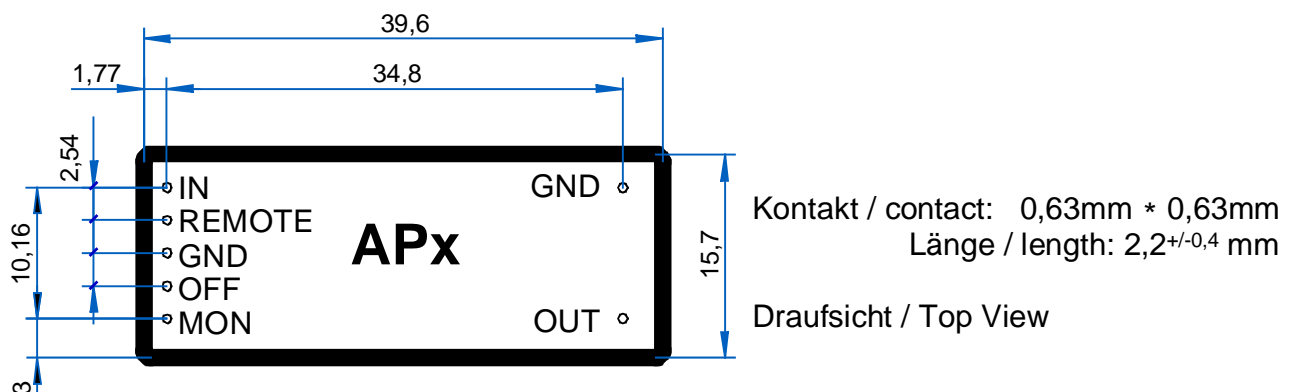 39,6
1,77
34,8
2,54
IN
GND
REMOTE
Kontakt / contact: 0,63mm * 0,63mm
10,16
APx
15,7
GND
Länge / length: 2,2+/-0,4 mm
OFF
MON
OUT
Draufsicht / Top View